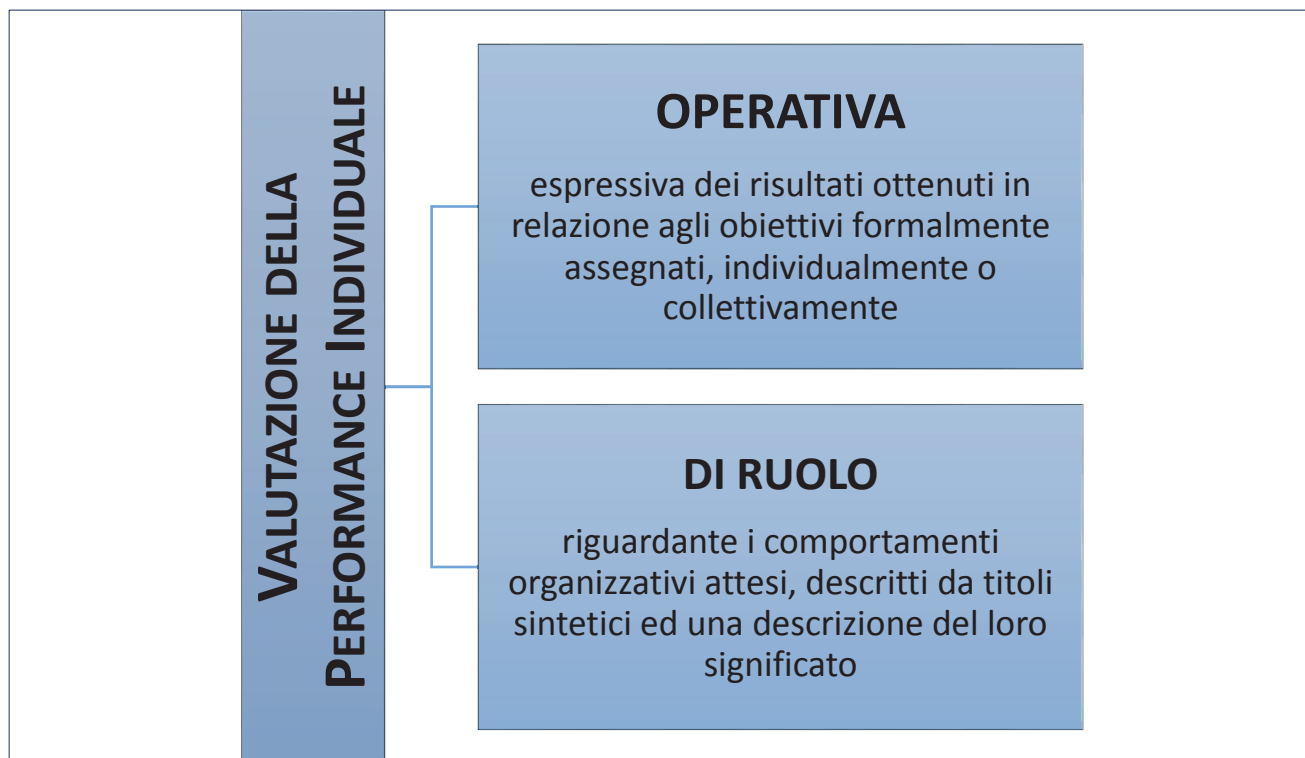 VALUTAZIONE DELLA
PERFORMANCE INDIVIDUALE
OPERATIVA
espressiva dei risultati ottenuti in
relazione agli obiettivi formalmente
assegnati, individualmente o
collettivamente
DI RUOLO
riguardante i comportamenti
organizzativi attesi, descritti da titoli
sintetici ed una descrizione del loro
significato